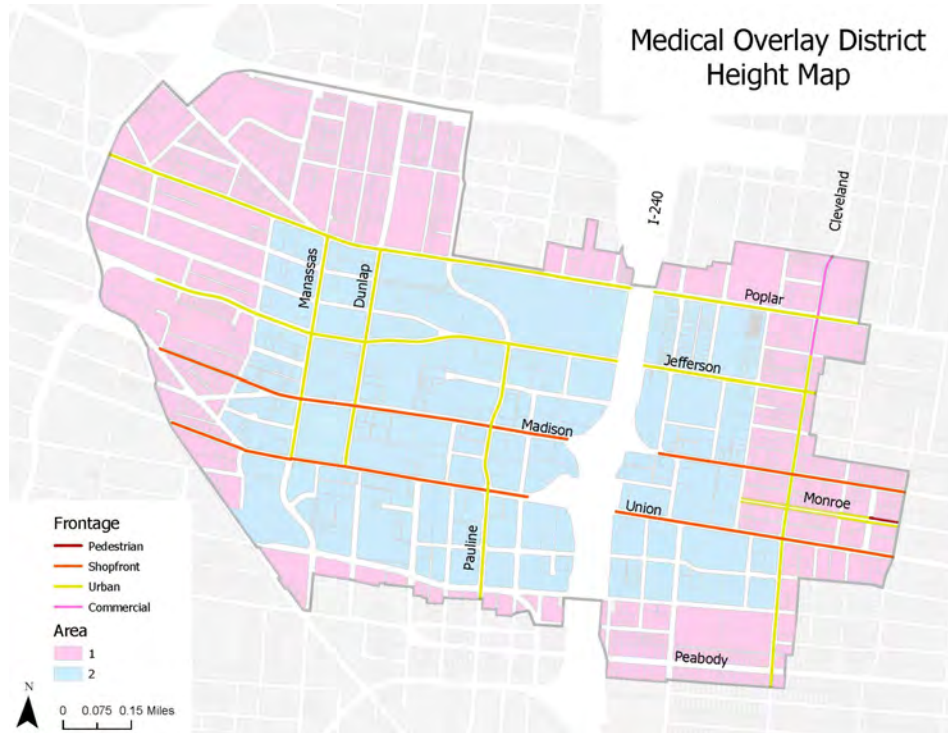 Medical Overlay District
Height Map
I-240
Cleveland
Manassas
Dunlap
Poplar
Jefferson
Madison
Monroe
Union
Pauline
Peabody
Frontage
Pedestrian
Shopfront
Urban
Commercial
Area
1
2
N
0 0.075 0.15 Miles